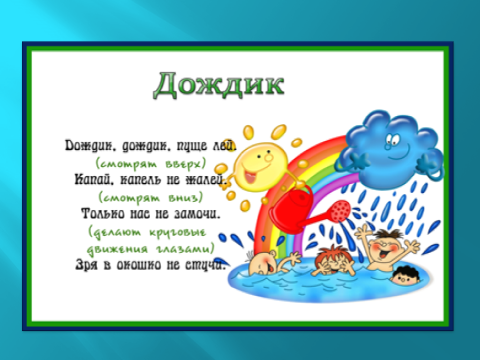 Дождик
Дождик, дождик, пуще лей.
(смотрят вверх)
Капай, капель не жалей.
(смотрят вниз)
Только нас не замочи.
(делают круговые
движения глазами)
Зря в окошко не стучи.